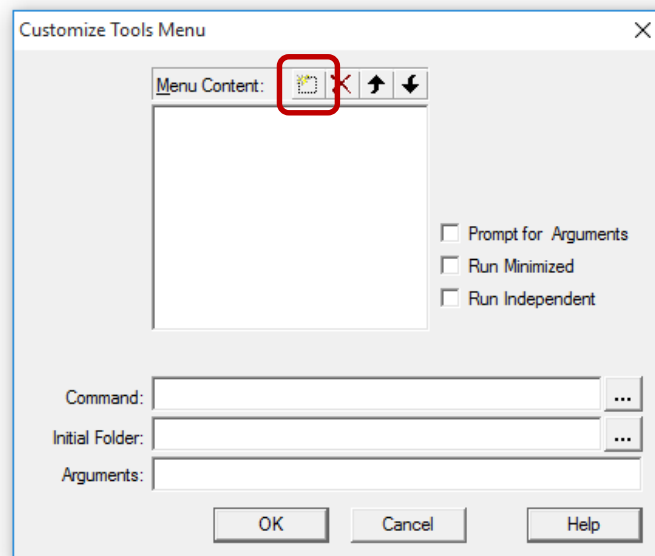 Customize Tools Menu
Menu Content:
Prompt for  Arguments
Run Minimized
Run Independent
Command:
...
Initial Folder:
...
Arguments:
OK Cancel Help